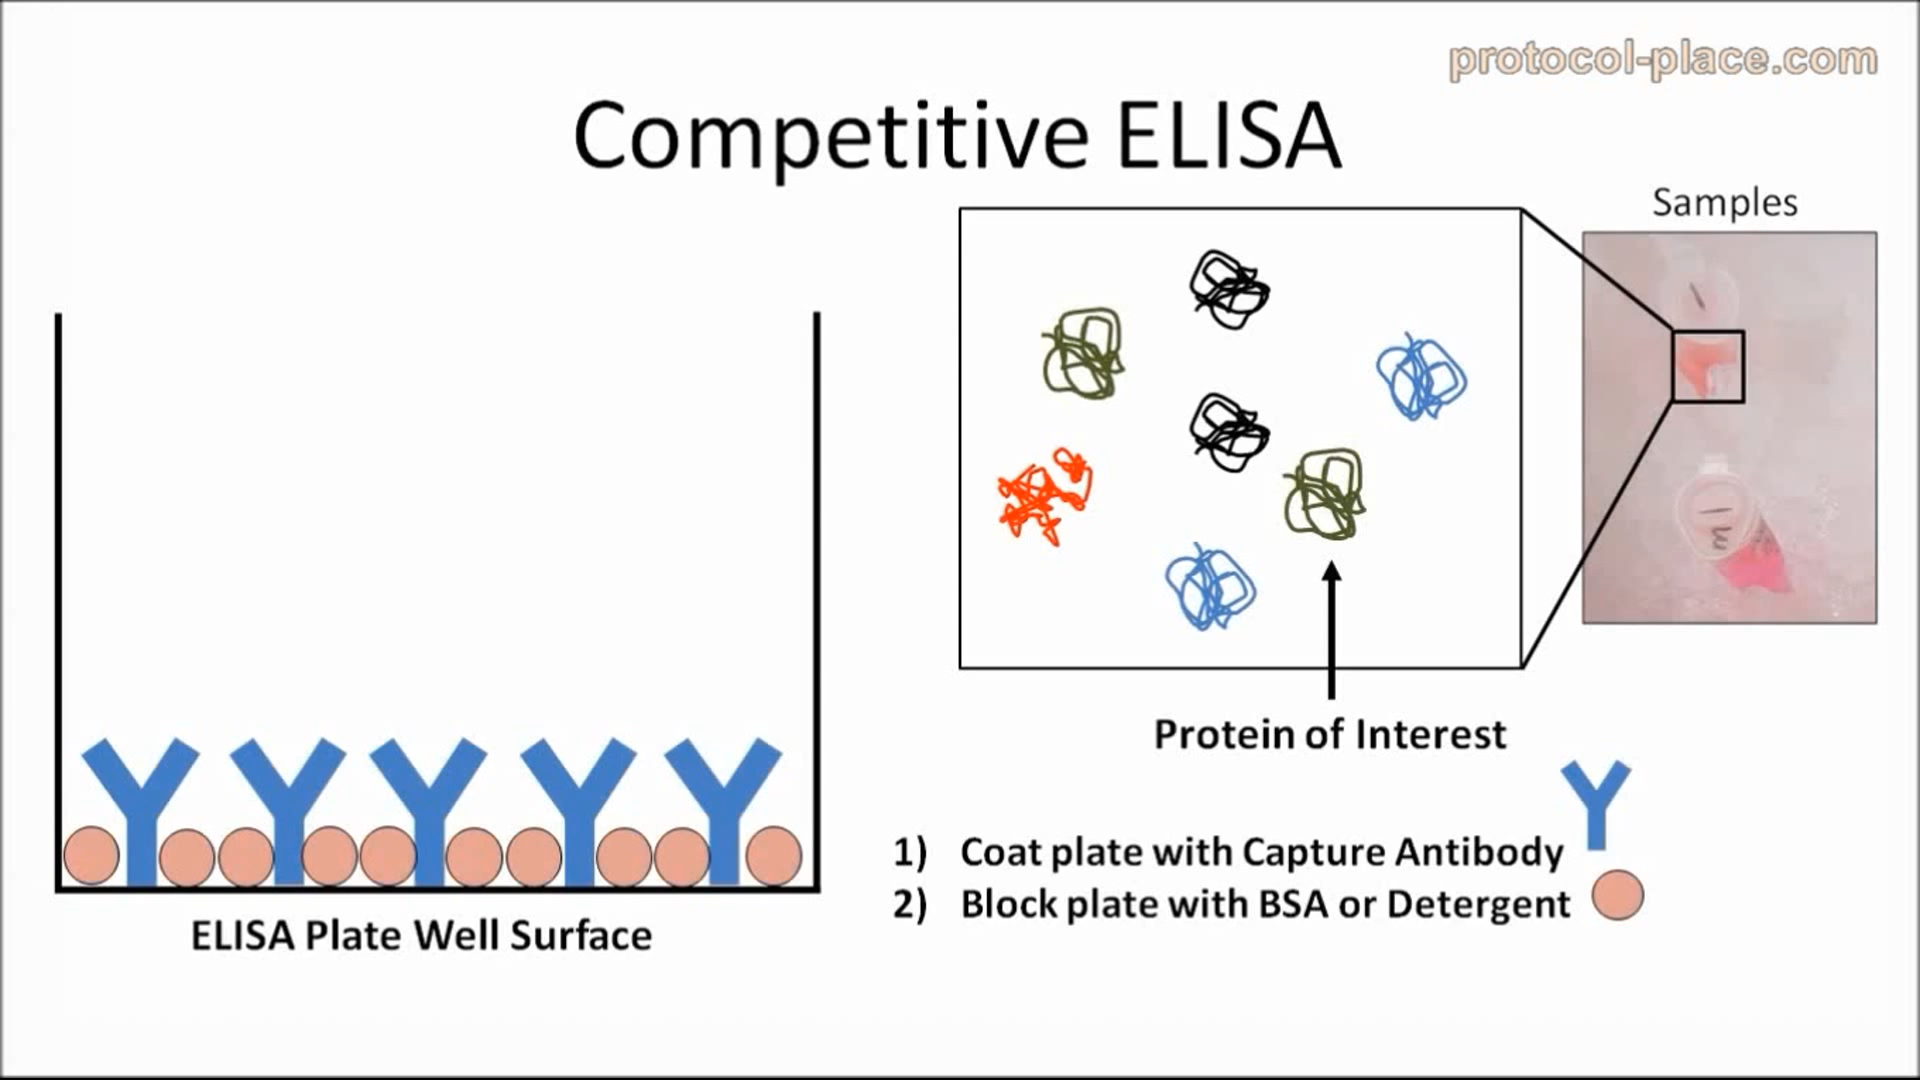 protocol-place.com
Competitive ELISA
Samples
Protein of Interest
1) Coat plate with Capture Antibody
2) Block plate with BSA or Detergent
ELISA Plate Well Surface